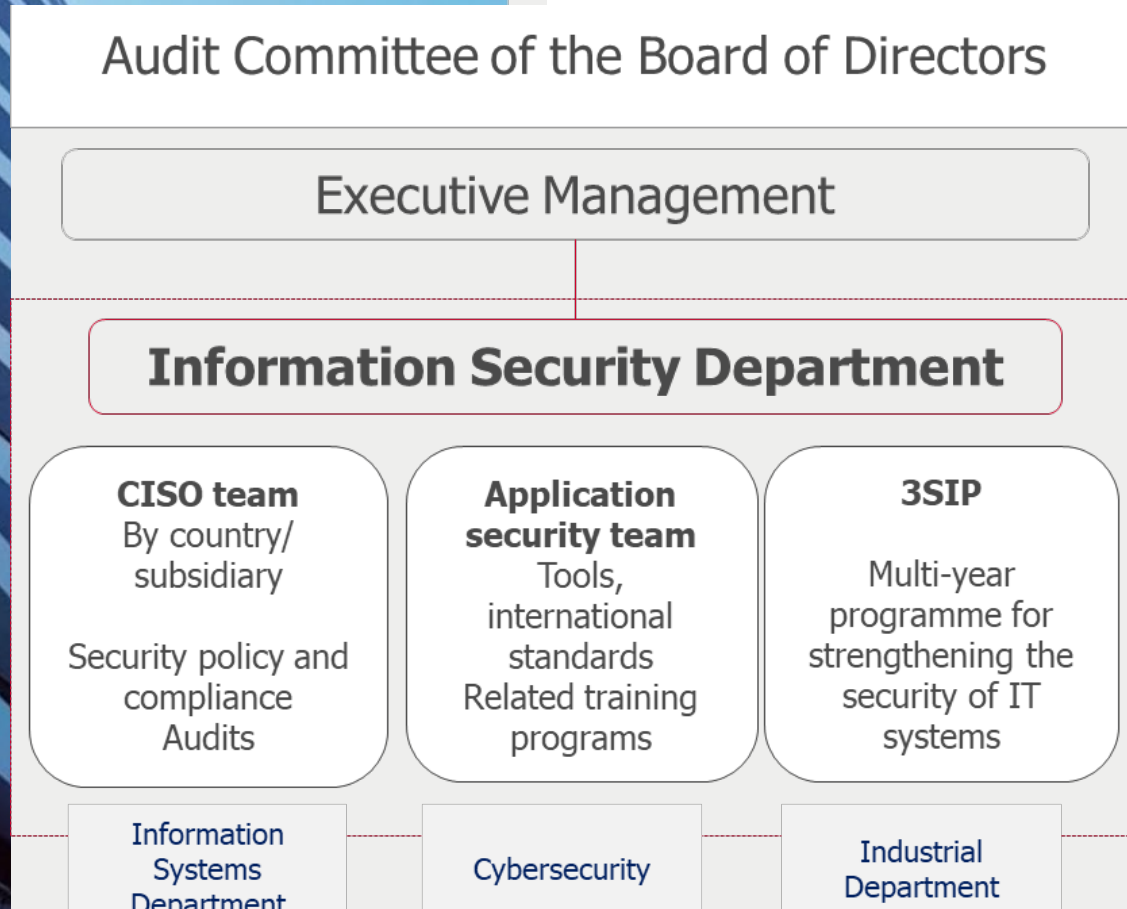 Audit Committee of the Board of Directors
Executive Management
Information Security Department
CISO team
By country/
subsidiary
Security policy and
compliance
Audits
Application
security team
Tools,
international
standards
Related training
programs
3SIP
Multi-year
programme for
strengthening the
security of IT
systems
Information
Systems
Department
Cybersecurity
Industrial
Department